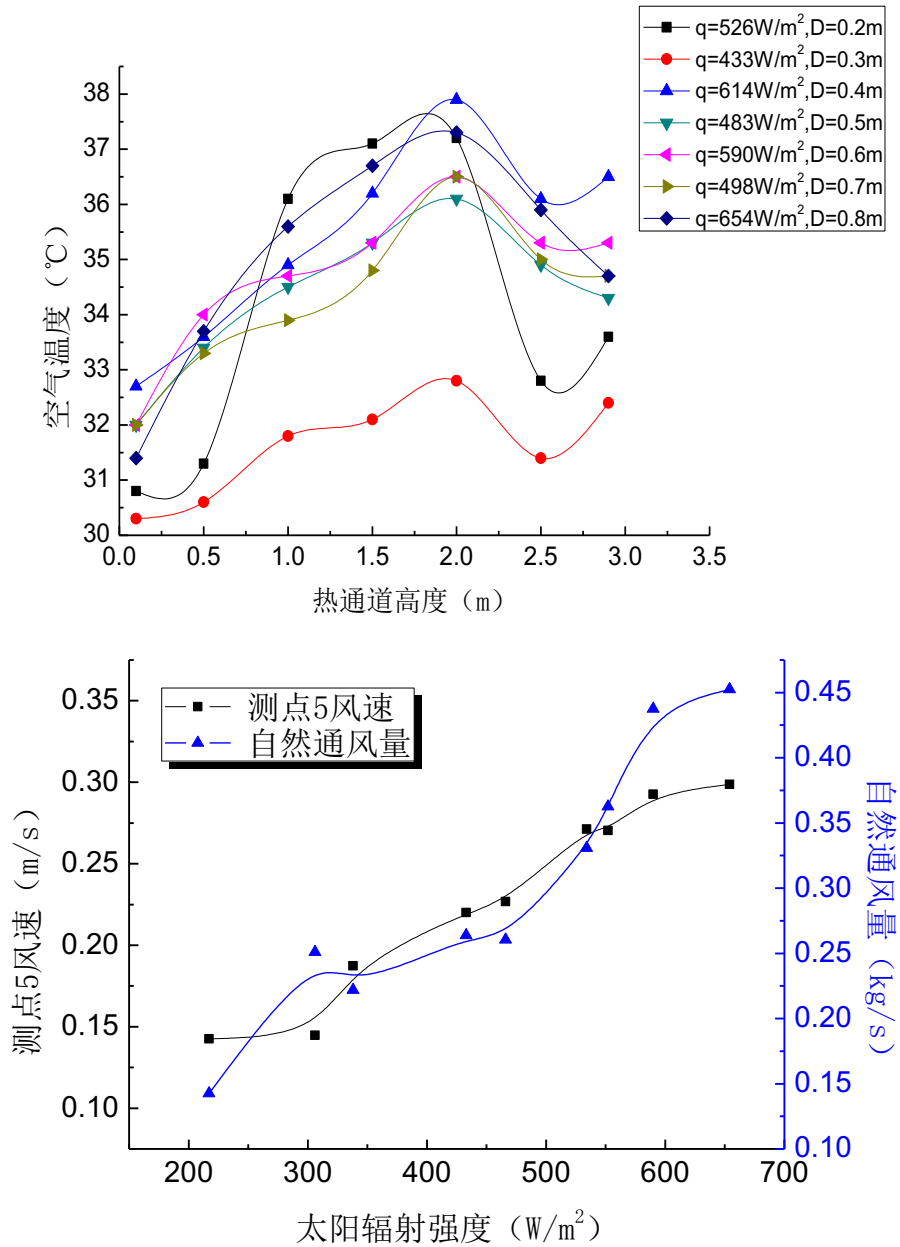 q=526W/m²,D=0.2m
q=433W/m²,D=0.3m
q=614W/m²,D=0.4m
q=483W/m²,D=0.5m
q=590W/m²,D=0.6m
q=498W/m²,D=0.7m
q=654W/m²,D=0.8m
38
37
36
35
34
33
32
31
30
空气温度（℃）
0.0 0.5 1.0 1.5 2.0 2.5 3.0 3.5
热通道高度（m）
测点5风速
自然通风量
0.35
0.30
0.25
0.20
0.15
0.10
测点5风速（m/s）
0.45
0.40
0.35
0.30
0.25
0.20
0.15
0.10
自然通风量（kg/s）
200 300 400 500 600 700
太阳辐射强度（W/m²）